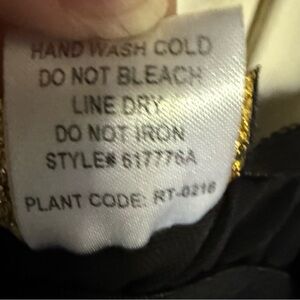 HAND WASH COLD
DO NOT BLEACH
LINE DRY
DO NOT IRON
STYLE# 617776A
PLANT CODE: RT-0216